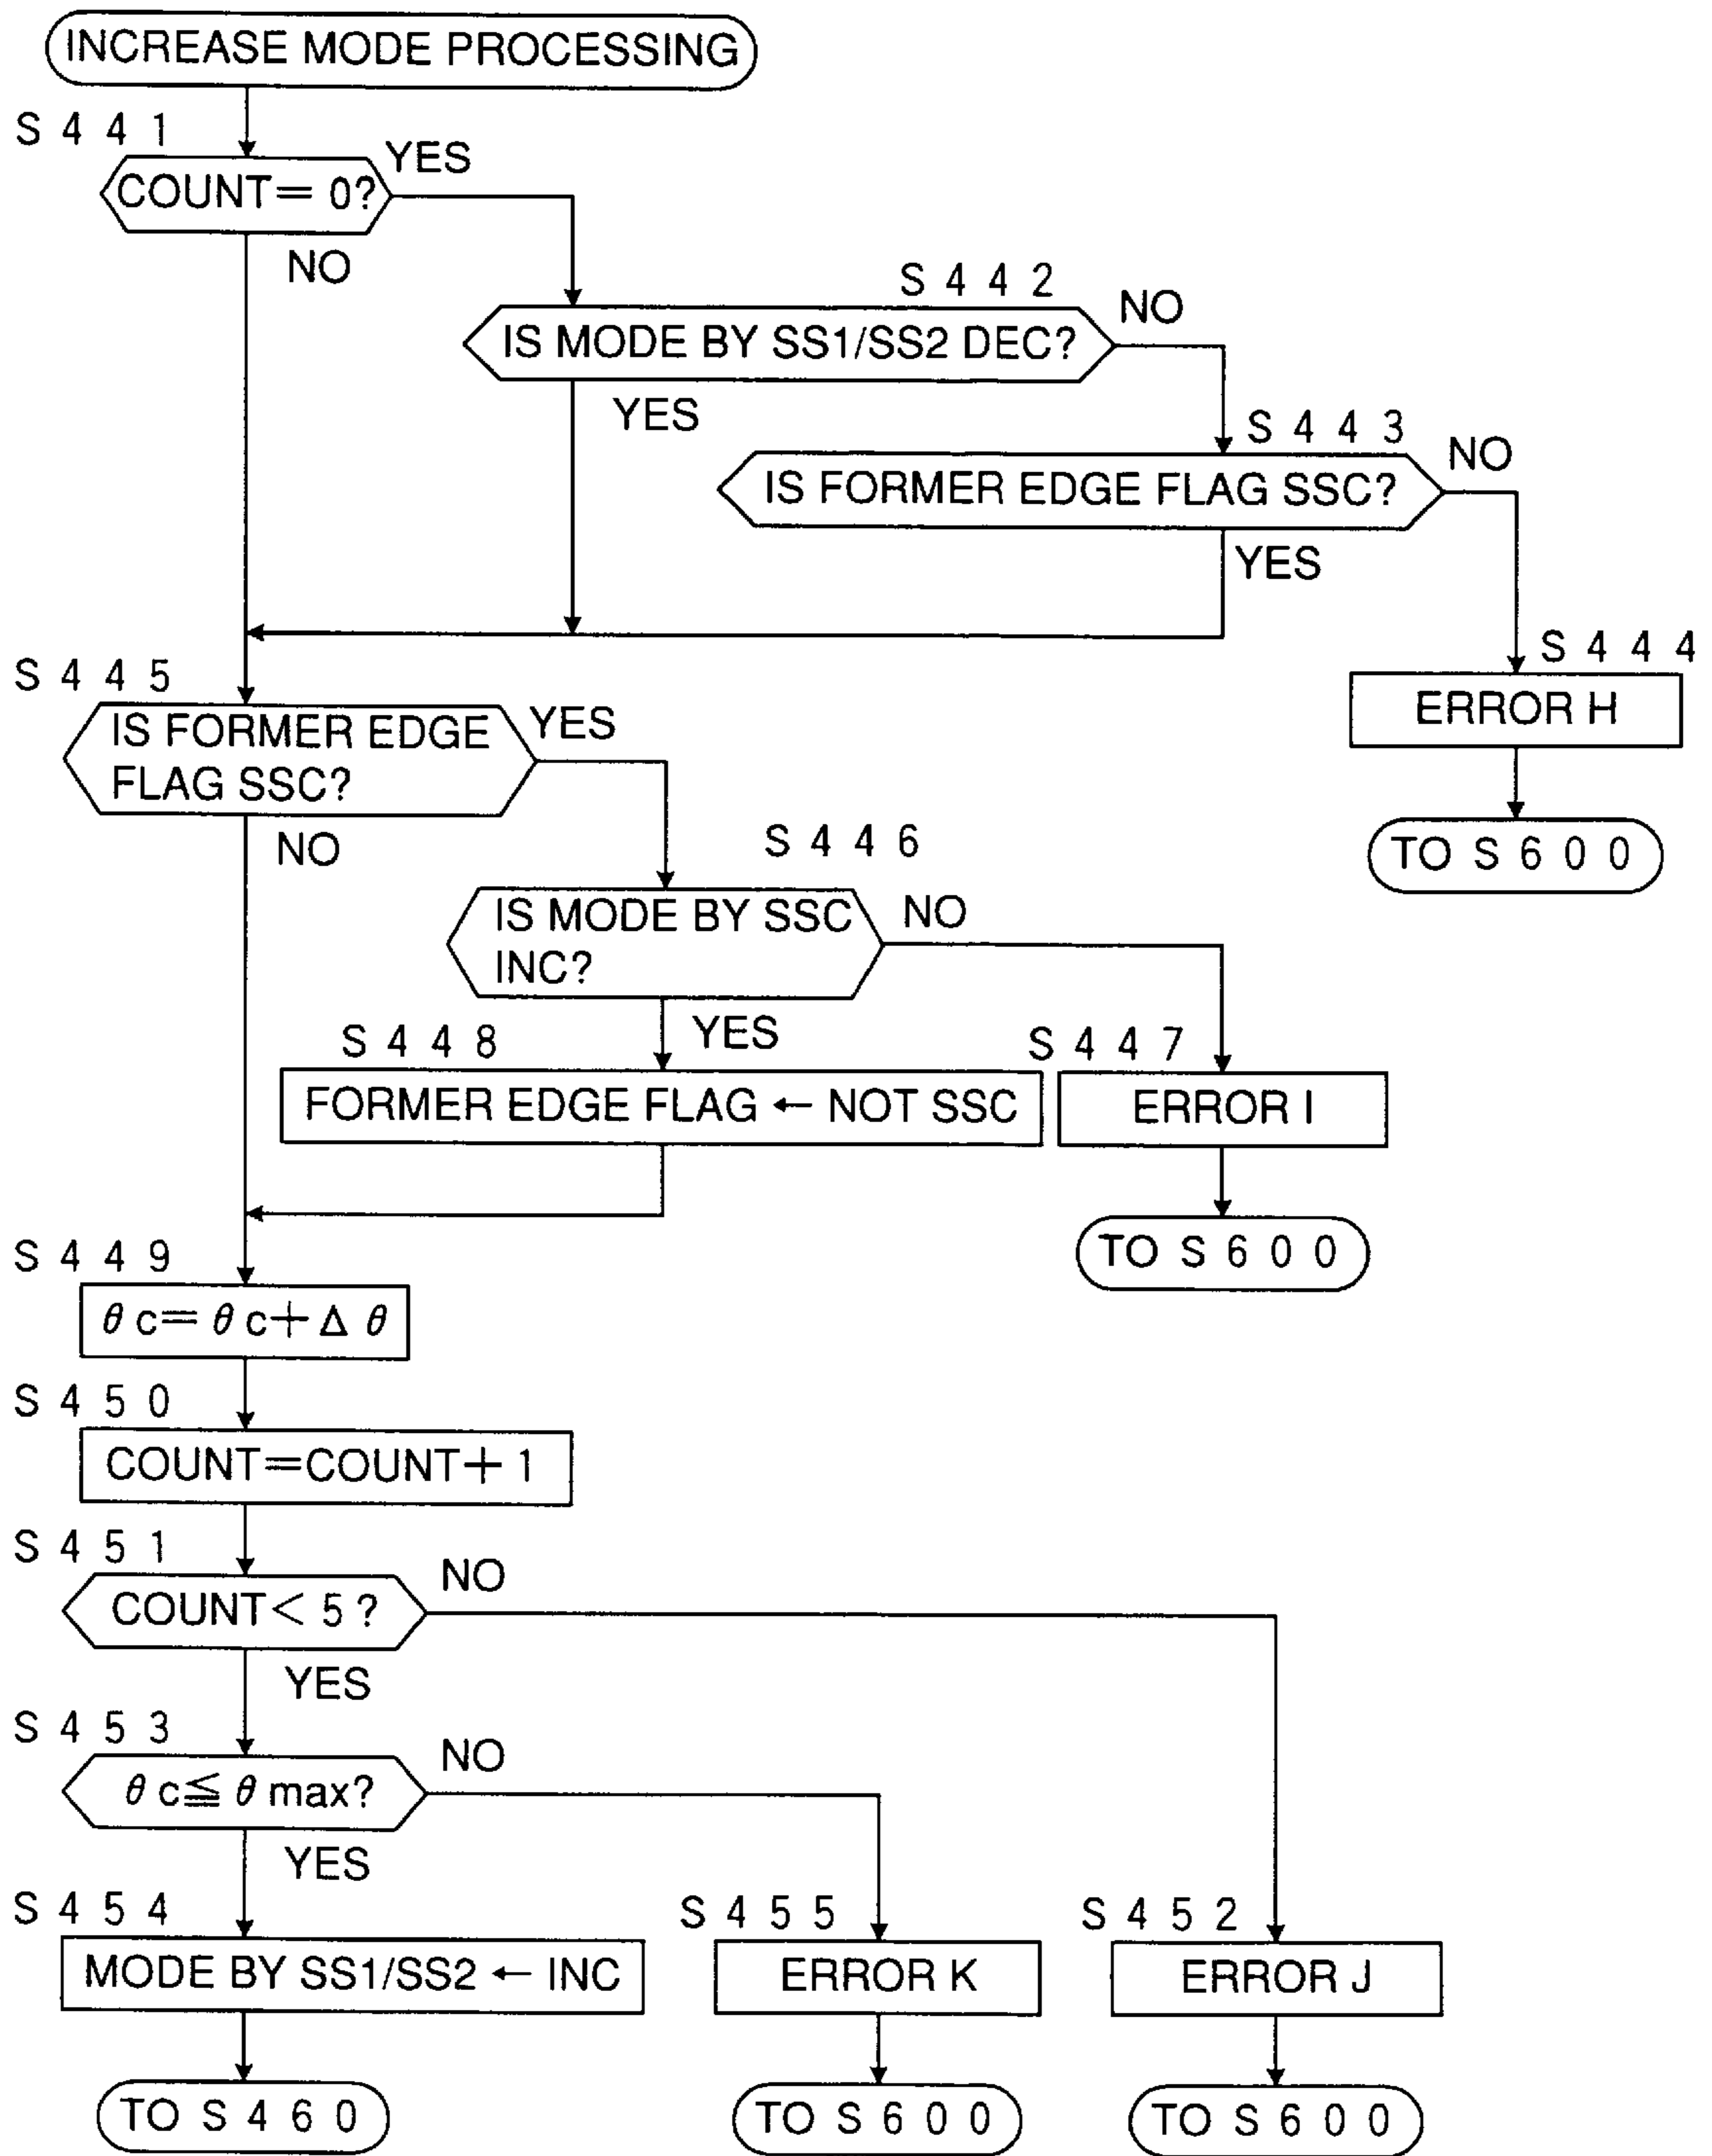 INCREASE MODE PROCESSING
S 4 4 1
YES
COUNT= 0?
NO
S 4 4 2
NO
IS MODE BY SS1/SS2 DEC?
YES
S 4 4 3
NO
IS FORMER EDGE FLAG SSC?
YES
S 4 4 4
ERROR H
TO S 6 0 0
S 4 4 5
YES
IS FORMER EDGE
FLAG SSC?
NO
S 4 4 6
NO
IS MODE BY SSC
INC?
YES
S 4 4 8
FORMER EDGE FLAG ← NOT SSC
S 4 4 7
ERROR I
TO S 6 0 0
S 4 4 9
θ c= θ c+ Δ θ
S 4 5 0
COUNT=COUNT+ 1
S 4 5 1
NO
COUNT< 5 ?
YES
S 4 5 3
NO
θ c≦ θ max?
YES
S 4 5 4
MODE BY SS1/SS2 ← INC
TO S 4 6 0
S 4 5 5
ERROR K
TO S 6 0 0
S 4 5 2
ERROR J
TO S 6 0 0